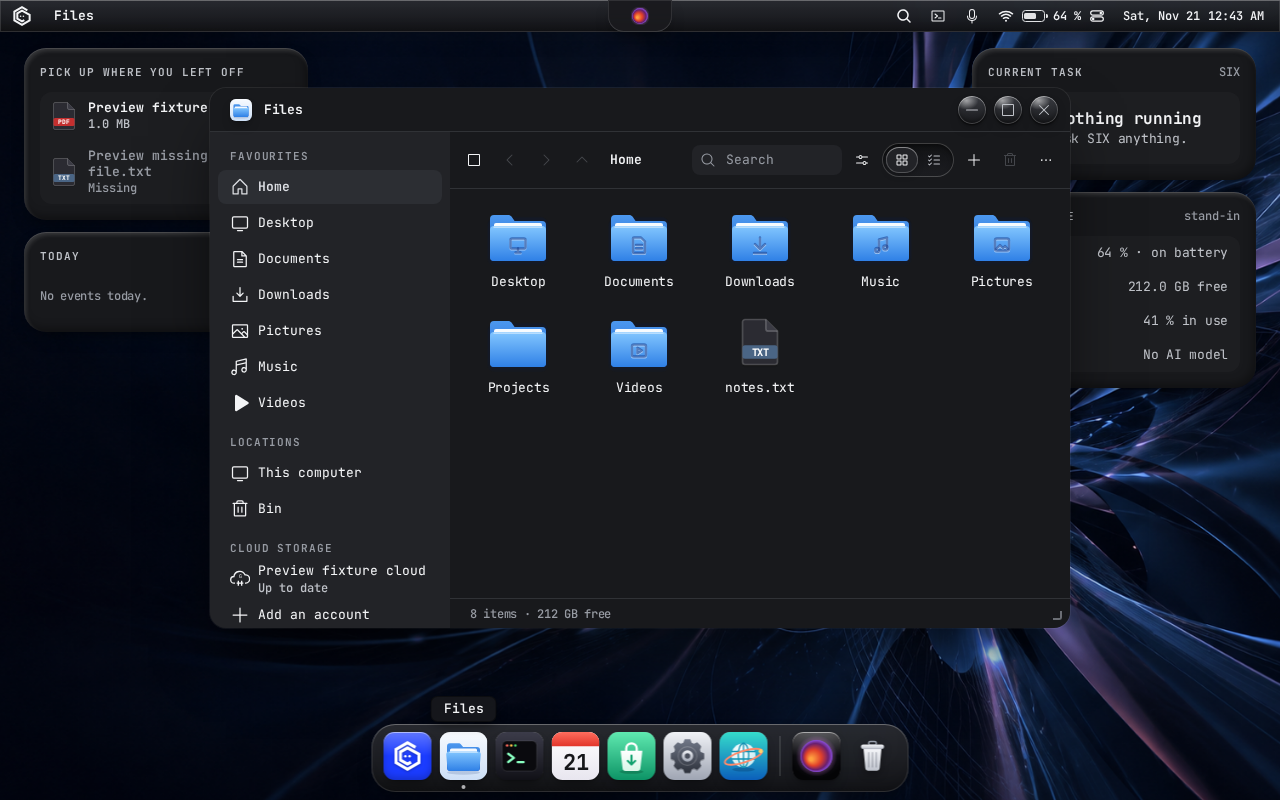 Files
64 %
Sat, Nov 21 12:43 AM
PICK UP WHERE YOU LEFT OFF
PDF
Preview fixture
1.0 MB
TXT
Preview missing
file.txt
Missing
TODAY
No events today.
CURRENT TASK
SIX
othing running
k SIX anything.
stand-in
64 % · on battery
212.0 GB free
41 % in use
No AI model
Files
FAVOURITES
Home
Desktop
Documents
Downloads
Pictures
Music
Videos
LOCATIONS
This computer
Bin
CLOUD STORAGE
Preview fixture cloud
Up to date
Add an account
Home
Search
Desktop
Documents
Downloads
Music
Pictures
Projects
Videos
TXT
notes.txt
8 items · 212 GB free
Files
21